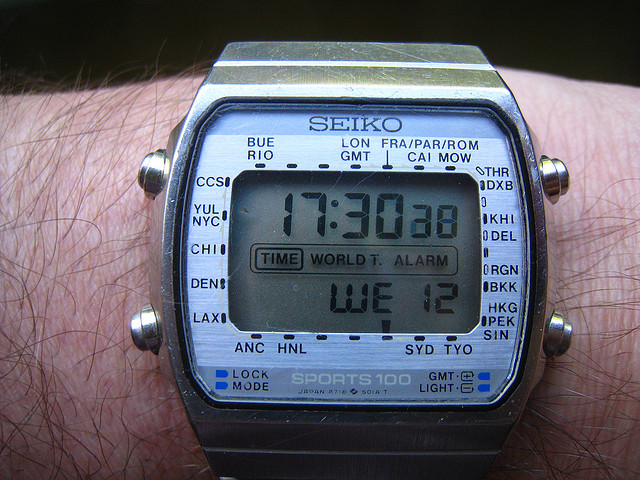 SEIKO
BUE LON FRA/PAR/ROM
RIO GMT CAI MOW
THR
CCS DXB
YUL KHI
NYC DEL
CHI
RGN
DEN BKK
HKG
LAX PEK
SIN
17:30 38
TIME WORLD T. ALARM
WE 12
ANC HNL SYD TYO
LOCK GMT·+
MODE LIGHT·−
SPORTS 100
JAPAN